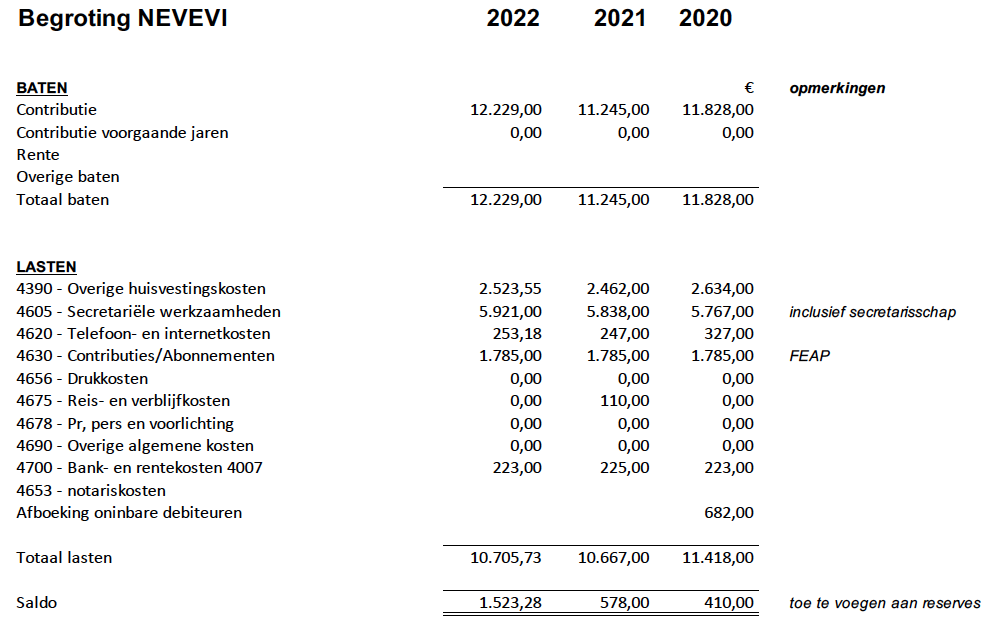 Begroting NEVEVI 2022 2021 2020
BATEN € opmerkingen
Contributie 12.229,00 11.245,00 11.828,00
Contributie voorgaande jaren 0,00 0,00 0,00
Rente
Overige baten
Totaal baten 12.229,00 11.245,00 11.828,00
LASTEN
4390 - Overige huisvestingskosten 2.523,55 2.462,00 2.634,00
4605 - Secretariële werkzaamheden 5.921,00 5.838,00 5.767,00 inclusief secretarisschap
4620 - Telefoon- en internetkosten 253,18 247,00 327,00
4630 - Contributies/Abonnementen 1.785,00 1.785,00 1.785,00 FEAP
4656 - Drukkosten 0,00 0,00 0,00
4675 - Reis- en verblijfkosten 0,00 110,00 0,00
4678 - Pr, pers en voorlichting 0,00 0,00 0,00
4690 - Overige algemene kosten 0,00 0,00 0,00
4700 - Bank- en rentekosten 4007 223,00 225,00 223,00
4653 - notariskosten
Afboeking oninbare debiteuren 682,00
Totaal lasten 10.705,73 10.667,00 11.418,00
Saldo 1.523,28 578,00 410,00 toe te voegen aan reserves